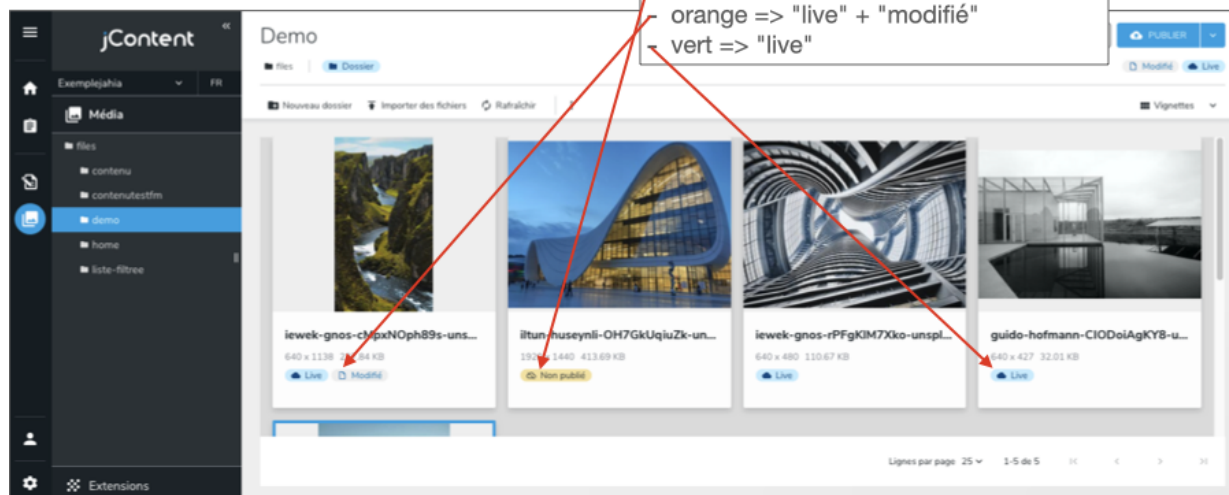 - orange => "live" + "modifié"
- vert => "live"
jContent
Demo
PUBLIER
files
Dossier
Modifié
Live
Exemplejahia
FR
Média
Nouveau dossier
Importer des fichiers
Rafraîchir
Vignettes
files
contenu
contenutestfm
demo
home
liste-filtree
iewek-gnos-cMpxNOph89s-uns...
640 x 1138
84 KB
Live
Modifié
iltun-huseynli-OH7GkUqiuZk-un...
1440 413.69 KB
Non publié
iewek-gnos-rPFgKIM7Xko-unspl...
640 x 480 110.67 KB
Live
guido-hofmann-CIODoiAgKY8-u...
640 x 427 32.01 KB
Live
Lignes par page 25
1-5 de 5
Extensions